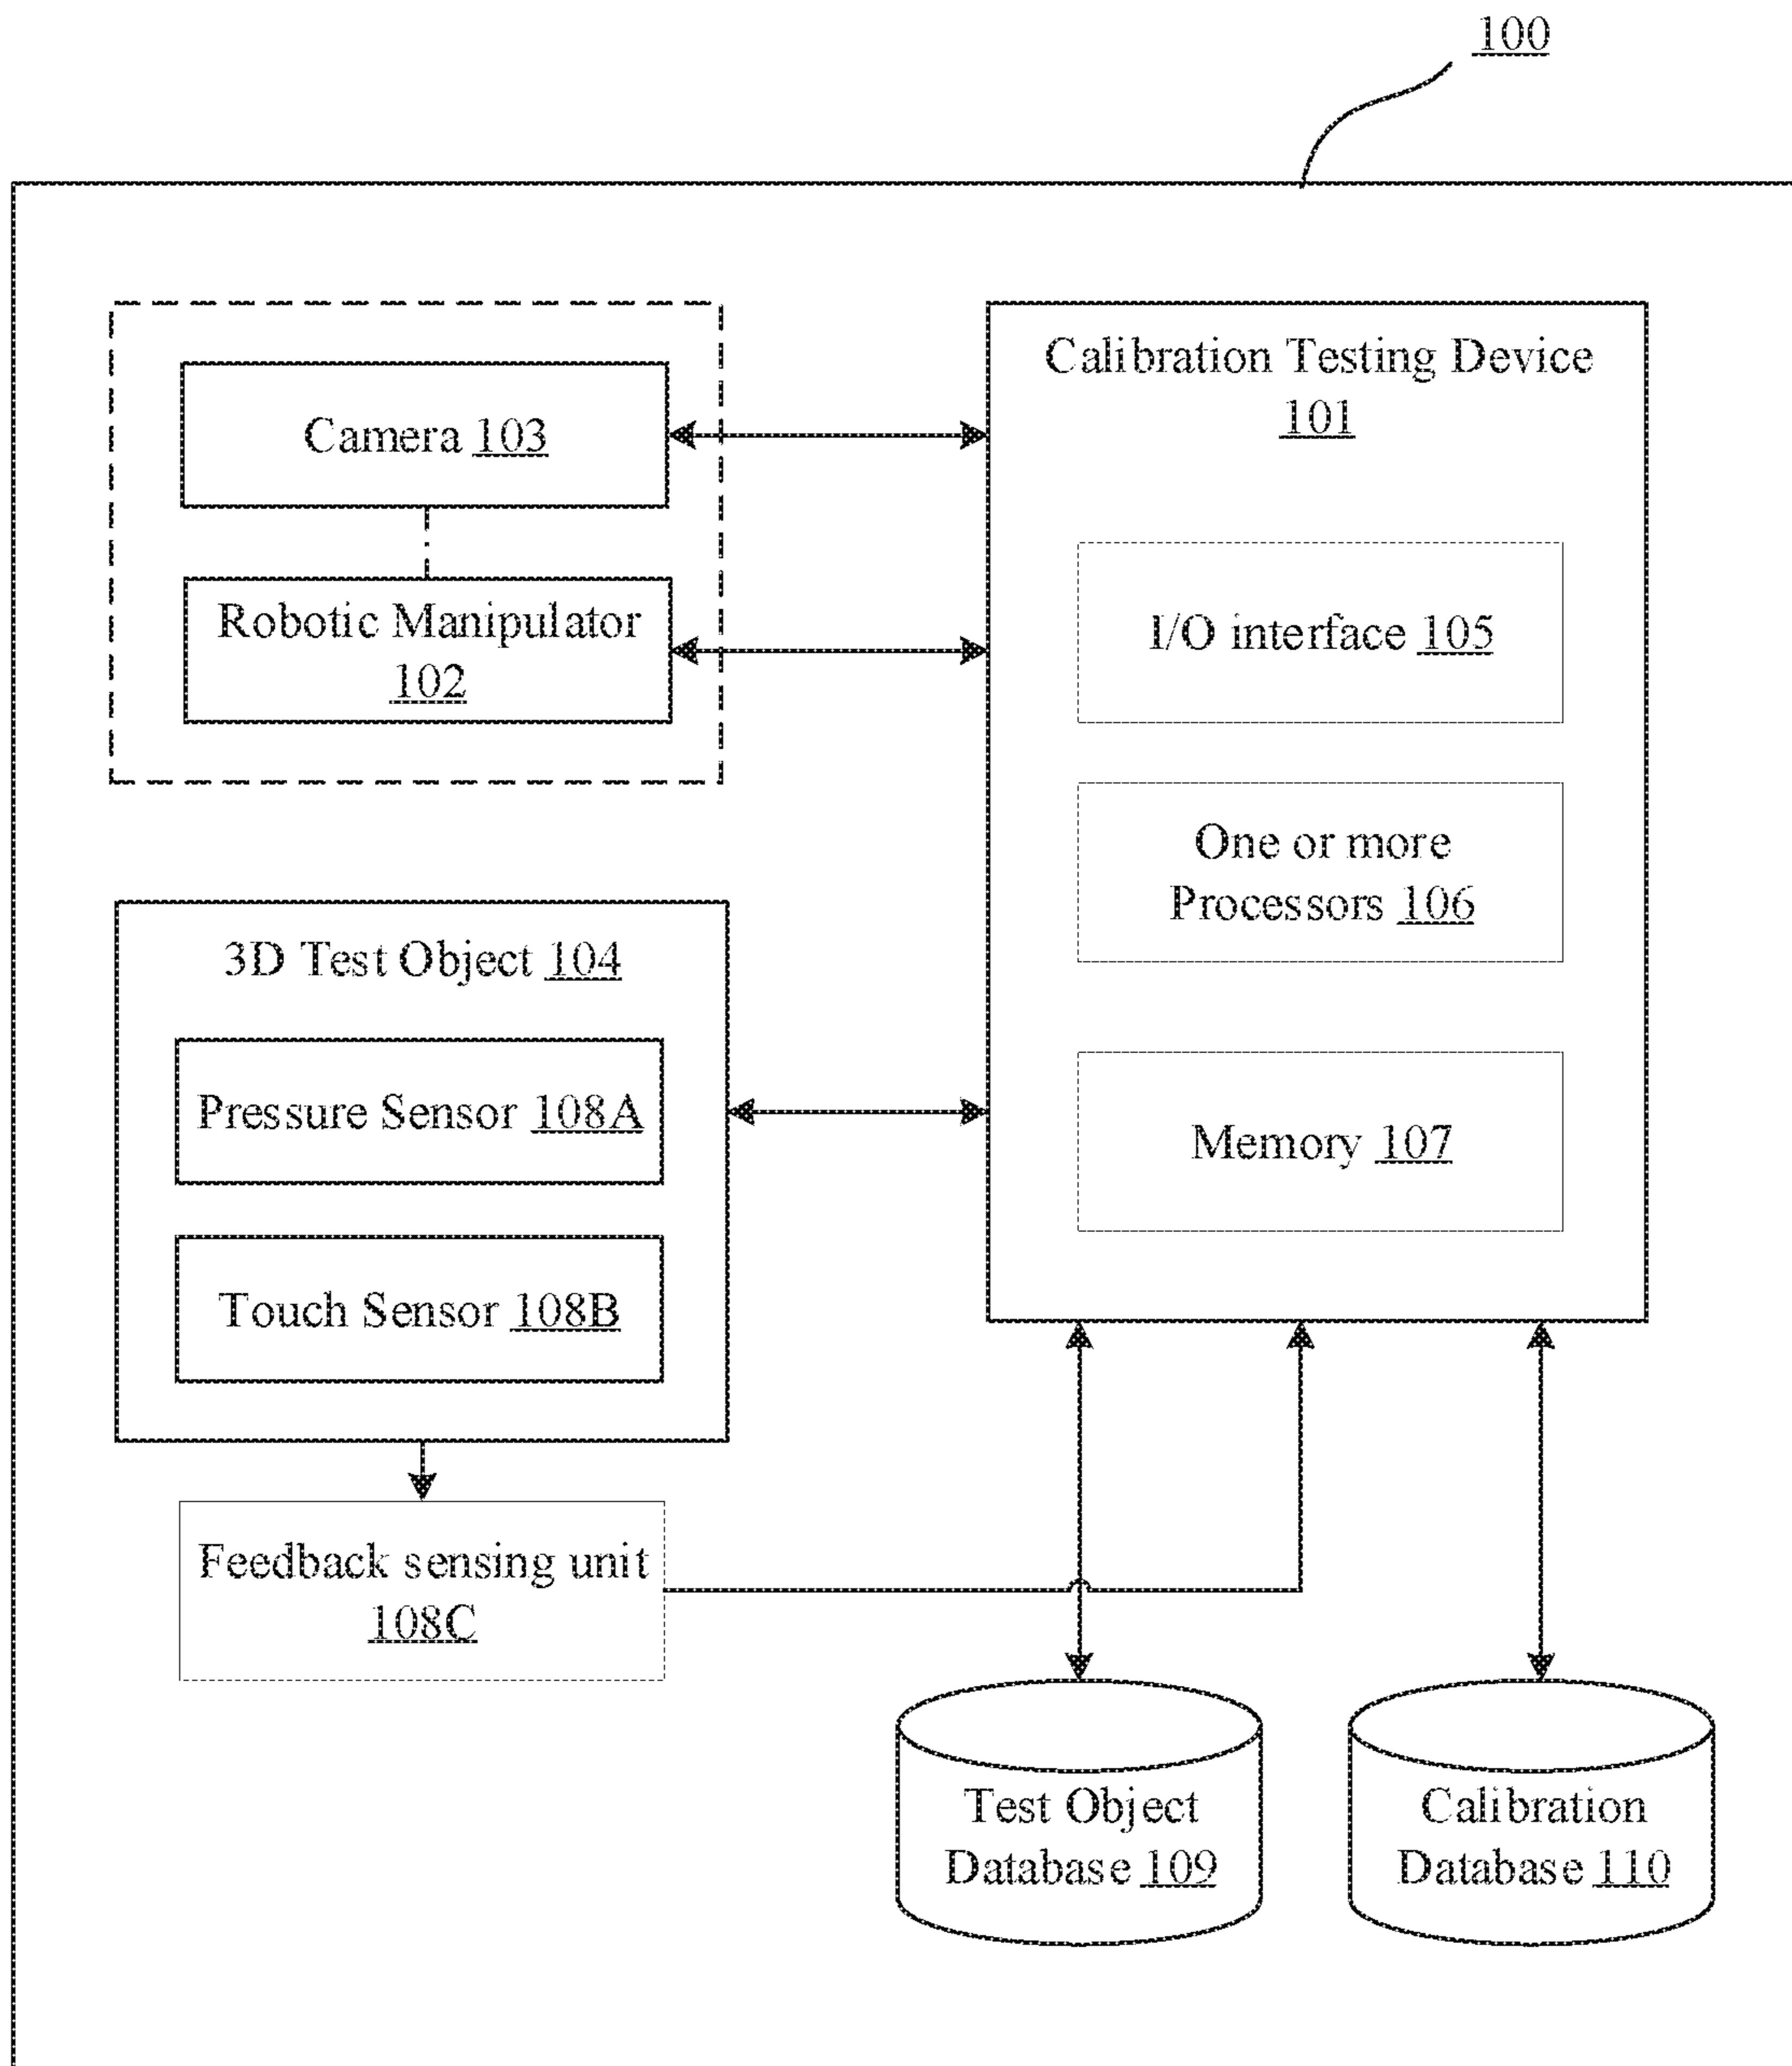 100
Camera 103
Robotic Manipulator
102
Calibration Testing Device
101
I/O interface 105
One or more
Processors 106
Memory 107
3D Test Object 104
Pressure Sensor 108A
Touch Sensor 108B
Feedback sensing unit
108C
Test Object
Database 109
Calibration
Database 110